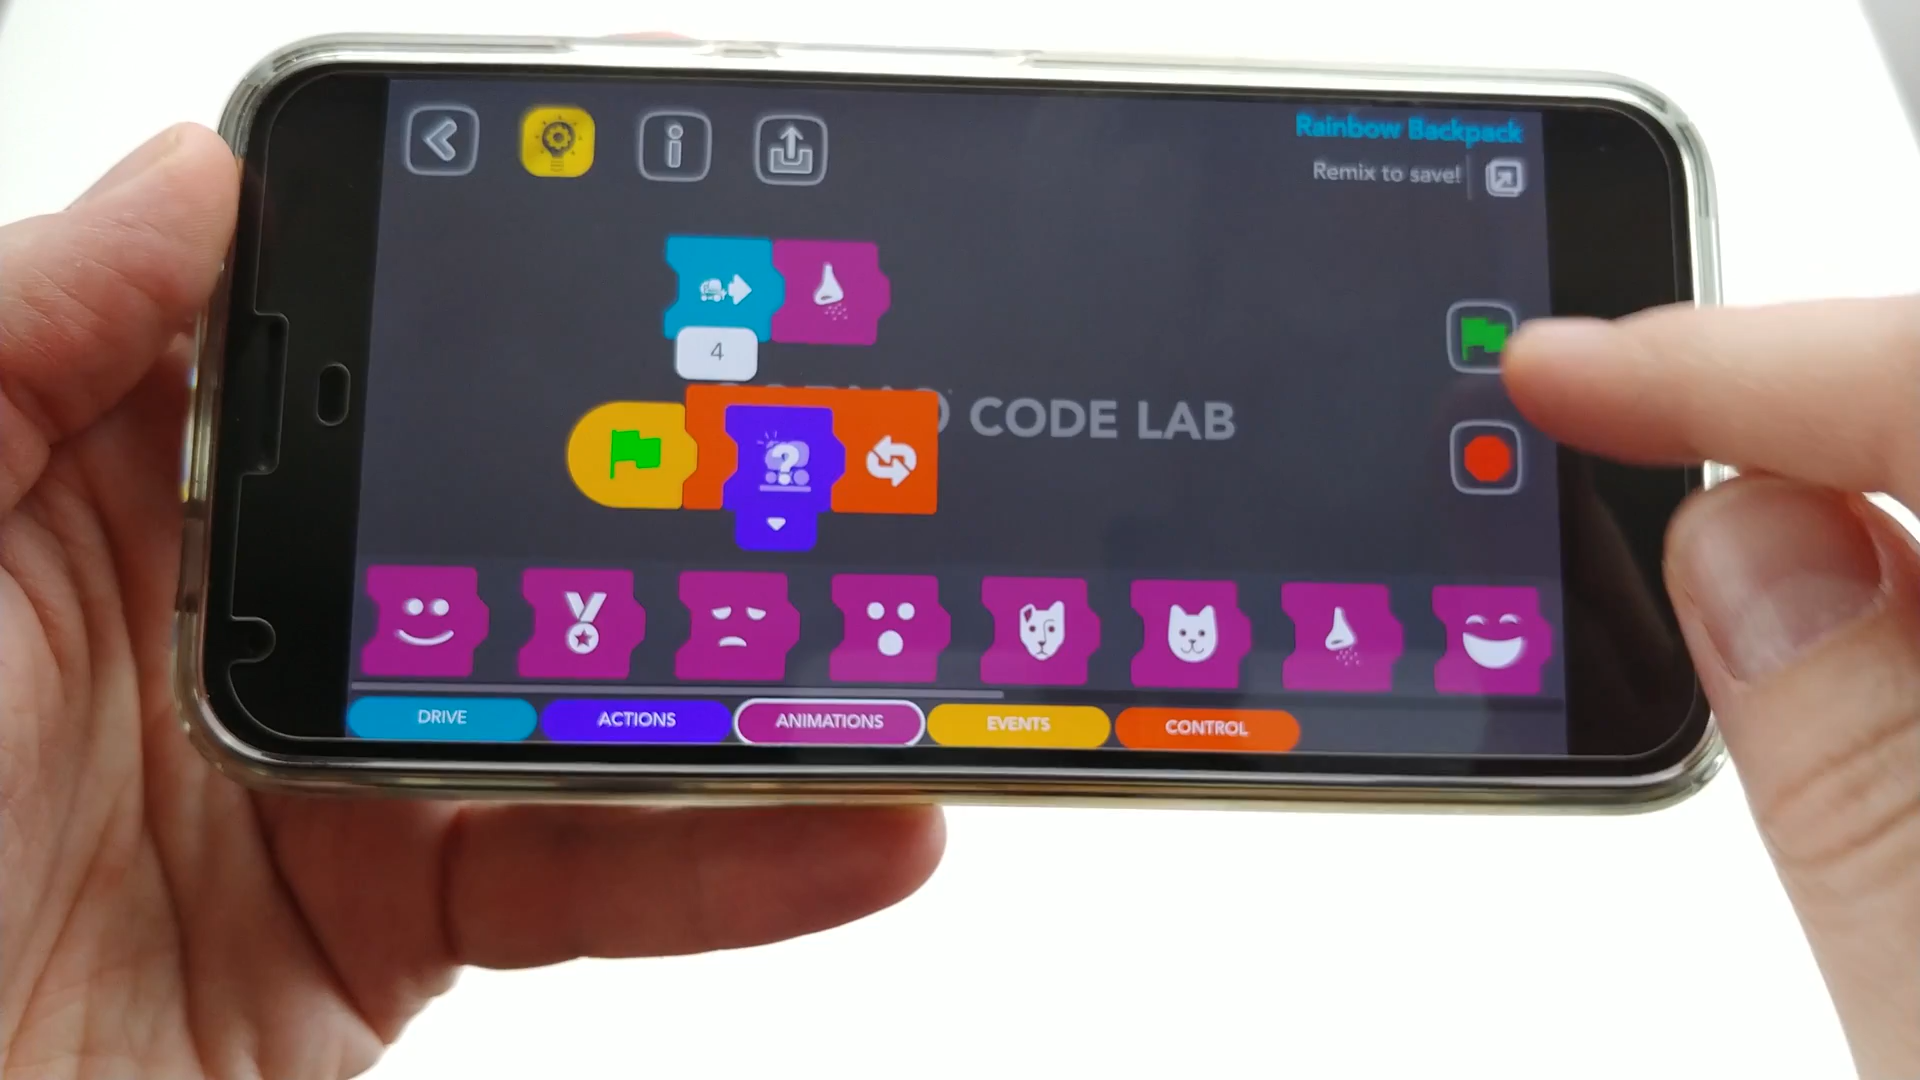 Rainbow Backpack
Remix to save!
4
CODE LAB
DRIVE
ACTIONS
ANIMATIONS
EVENTS
CONTROL